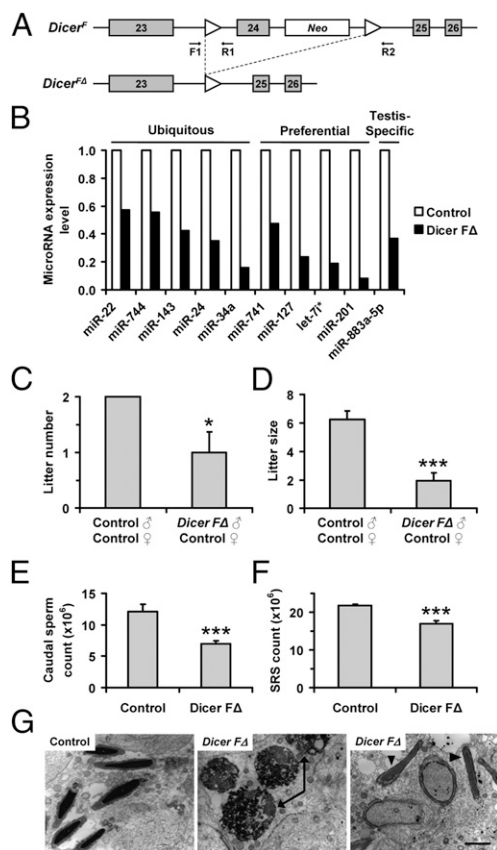 A
Dicer^F 23 24 Neo 25 26
F1 R1 R2
Dicer^FΔ 23 25 26
B
Testis-
Ubiquitous Preferential Specific
MicroRNA expression
level
1.0
0.8
0.6
0.4
0.2
0.0
Control
Dicer FΔ
miR-22
miR-744
miR-143
miR-24
miR-34a
miR-741
miR-127
let-7i*
miR-201
miR-883a-5p
C
Litter number
2
1
0
*
Control ♂ Dicer FΔ ♂
Control ♀ Control ♀
D
Litter size
8
6
4
2
0
***
Control ♂ Dicer FΔ ♂
Control ♀ Control ♀
E
Caudal sperm
count (x10^6)
15
10
5
0
***
Control Dicer FΔ
F
SRS count (x10^6)
20
10
0
***
Control Dicer FΔ
G
Control Dicer FΔ Dicer FΔ